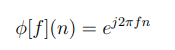 ϕ[f](n) = e^{j2πfn}